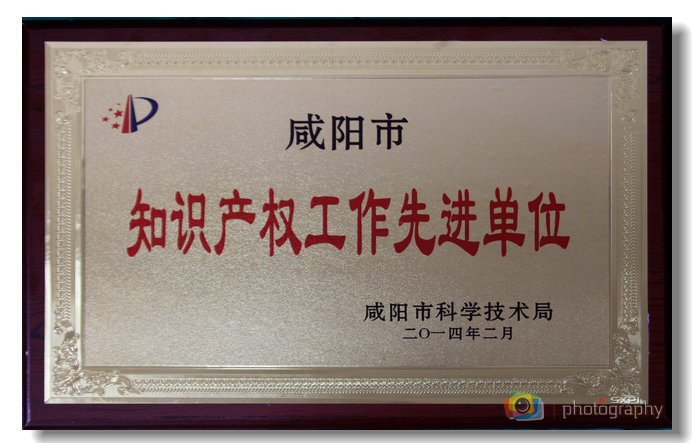 咸阳市
知识产权工作先进单位
咸阳市科学技术局
二〇一四年二月
SXPI
photography